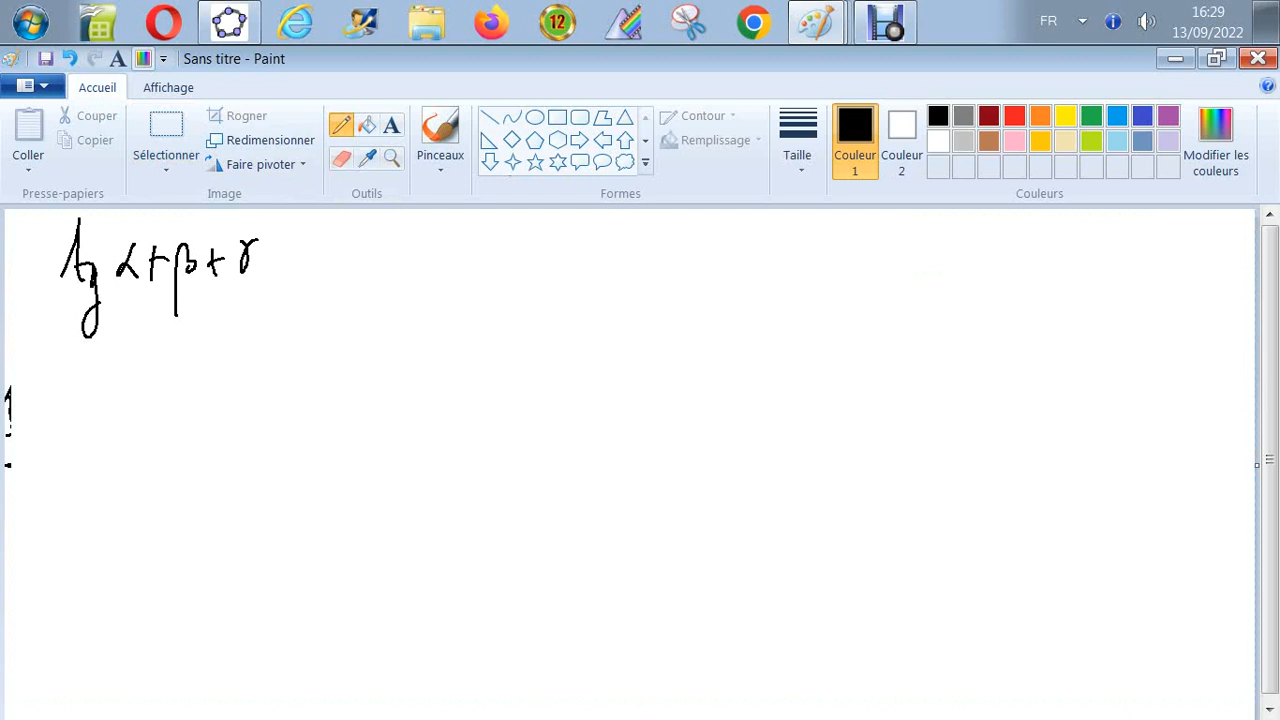 12
FR
16:29
13/09/2022
Sans titre - Paint
Accueil
Affichage
Coller
Couper
Copier
Presse-papiers
Sélectionner
Rogner
Redimensionner
Faire pivoter
Image
A
Outils
Pinceaux
Contour
Remplissage
Formes
Taille
Couleur 1
Couleur 2
Modifier les couleurs
Couleurs
tg α+β+γ